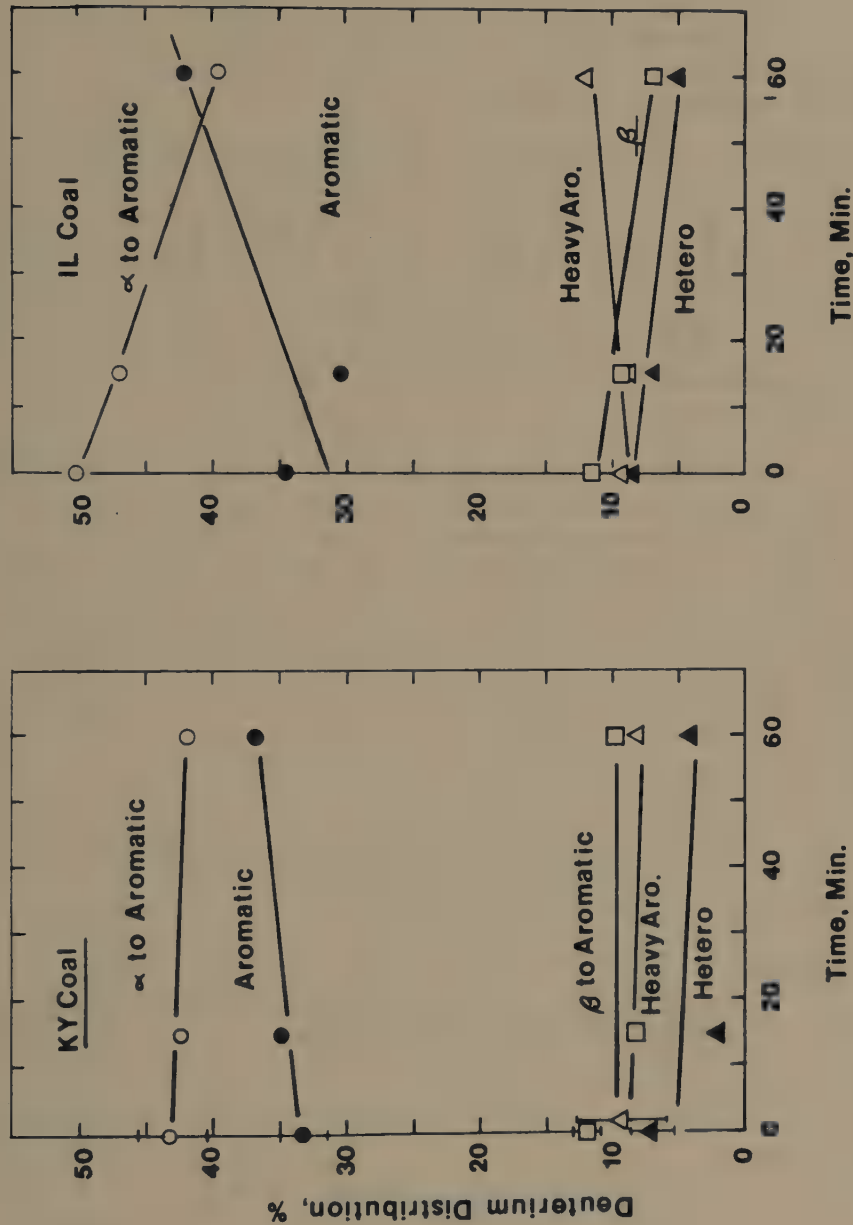 Deuterium Distribution, %
KY Coal
α to Aromatic
Aromatic
β to Aromatic
Heavy Aro.
Hetero
50
40
30
20
10
0
0
20
40
60
Time, Min.
IL Coal
α to Aromatic
Aromatic
Heavy Aro.
β
Hetero
50
40
30
20
10
0
0
20
40
60
Time, Min.